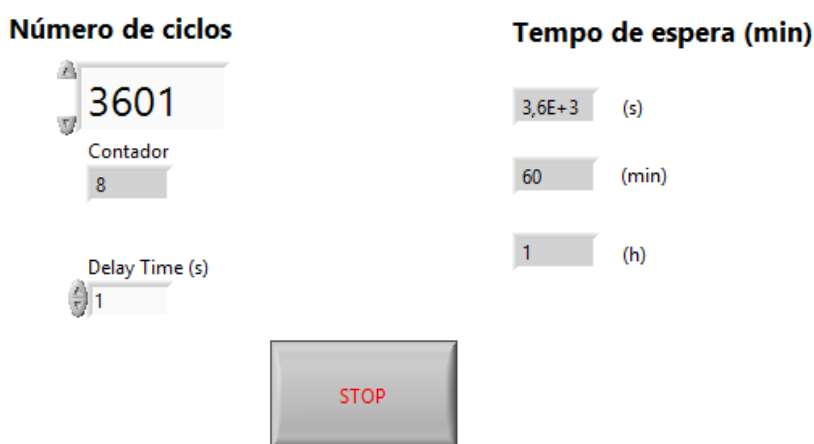 Número de ciclos
3601
Contador
8
Delay Time (s)
1
Tempo de espera (min)
3,6E+3 (s)
60 (min)
1 (h)
STOP